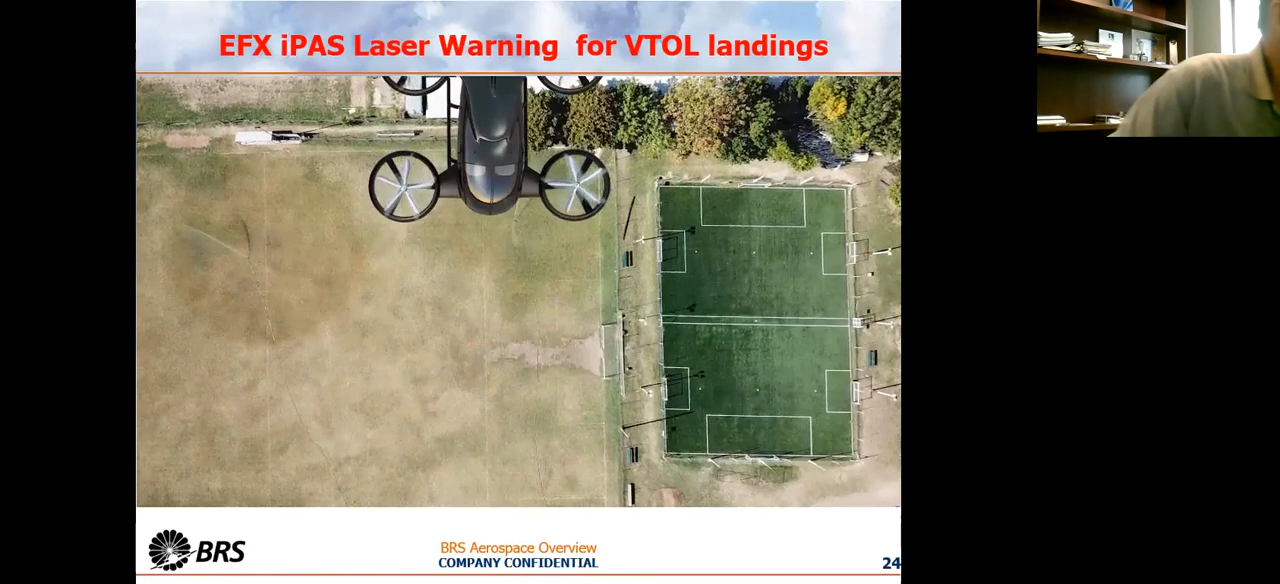 EFX iPAS Laser Warning for VTOL landings
BRS
BRS Aerospace Overview
COMPANY CONFIDENTIAL
24